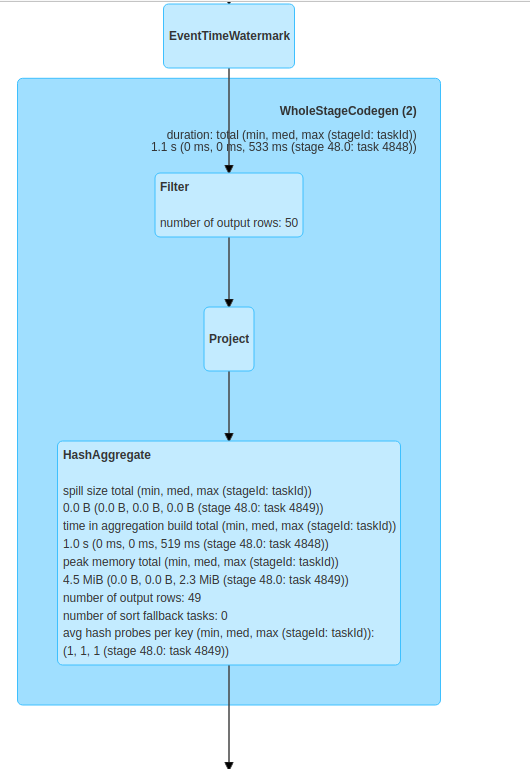 EventTimeWatermark
WholeStageCodegen (2)
duration: total (min, med, max (stageId: taskId))
1.1 s (0 ms, 0 ms, 533 ms (stage 48.0: task 4848))
Filter
number of output rows: 50
Project
HashAggregate
spill size total (min, med, max (stageId: taskId))
0.0 B (0.0 B, 0.0 B, 0.0 B (stage 48.0: task 4849))
time in aggregation build total (min, med, max (stageId: taskId))
1.0 s (0 ms, 0 ms, 519 ms (stage 48.0: task 4848))
peak memory total (min, med, max (stageId: taskId))
4.5 MiB (0.0 B, 0.0 B, 2.3 MiB (stage 48.0: task 4849))
number of output rows: 49
number of sort fallback tasks: 0
avg hash probes per key (min, med, max (stageId: taskId)):
(1, 1, 1 (stage 48.0: task 4849))